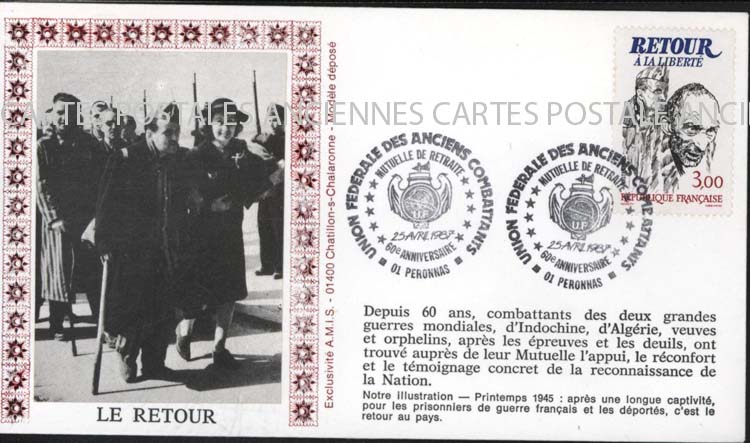 CARTES POSTALES ANCIENNES CARTES POSTALES ANCI
LE RETOUR
Exclusivité A.M.I.S. - 01400 Chatillon-s-Chalaronne - Modèle déposé
UNION FEDERALE DES ANCIENS COMBATTANTS
MUTUELLE DE RETRAITE
UF
25 AVRIL 1987
60e ANNIVERSAIRE
01 PERONNAS
UNION FEDERALE DES ANCIENS COMBATTANTS
MUTUELLE DE RETRAITE
UF
25 AVRIL 1987
60e ANNIVERSAIRE
01 PERONNAS
RETOUR
À LA LIBERTÉ
3,00
RÉPUBLIQUE FRANÇAISE
Depuis 60 ans, combattants des deux grandes
guerres mondiales, d'Indochine, d'Algérie, veuves
et orphelins, après les épreuves et les deuils, ont
trouvé auprès de leur Mutuelle l'appui, le réconfort
et le témoignage concret de la reconnaissance de
la Nation.
Notre illustration — Printemps 1945 : après une longue captivité,
pour les prisonniers de guerre français et les déportés, c'est le
retour au pays.